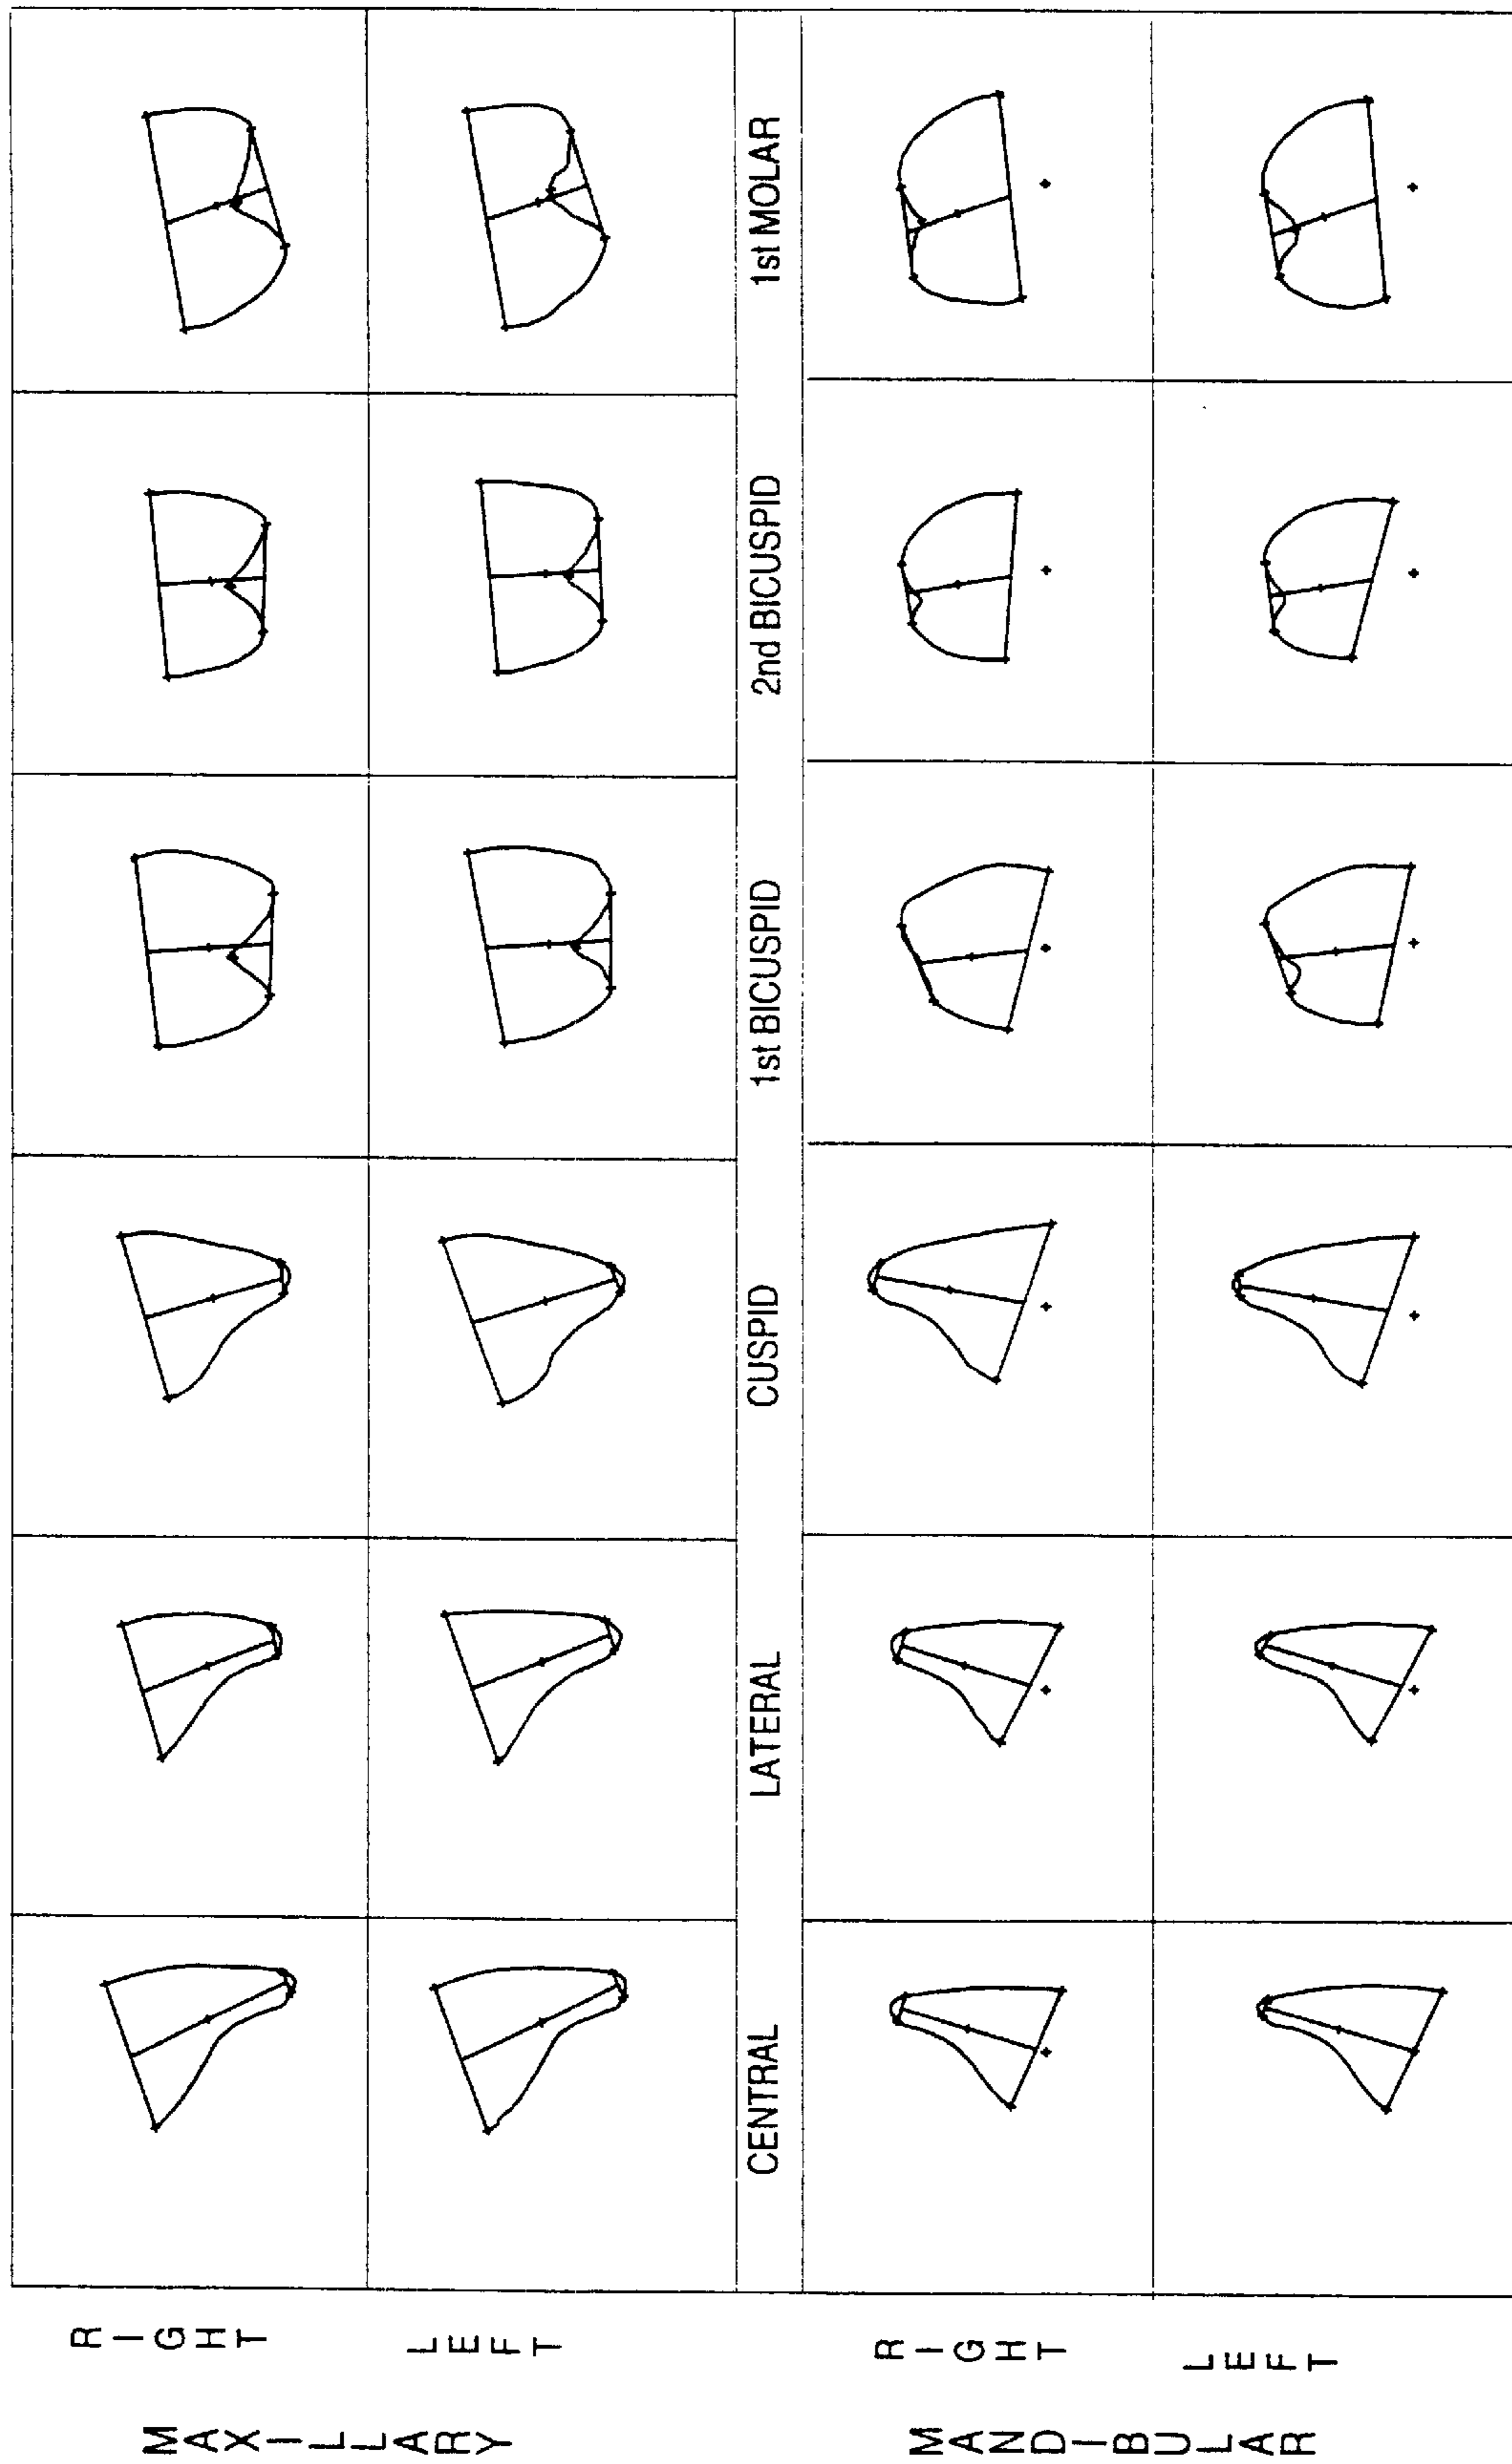 MAXILLARY
RIGHT
LEFT
CENTRAL
LATERAL
CUSPID
1st BICUSPID
2nd BICUSPID
1st MOLAR
MANDIBULAR
RIGHT
LEFT